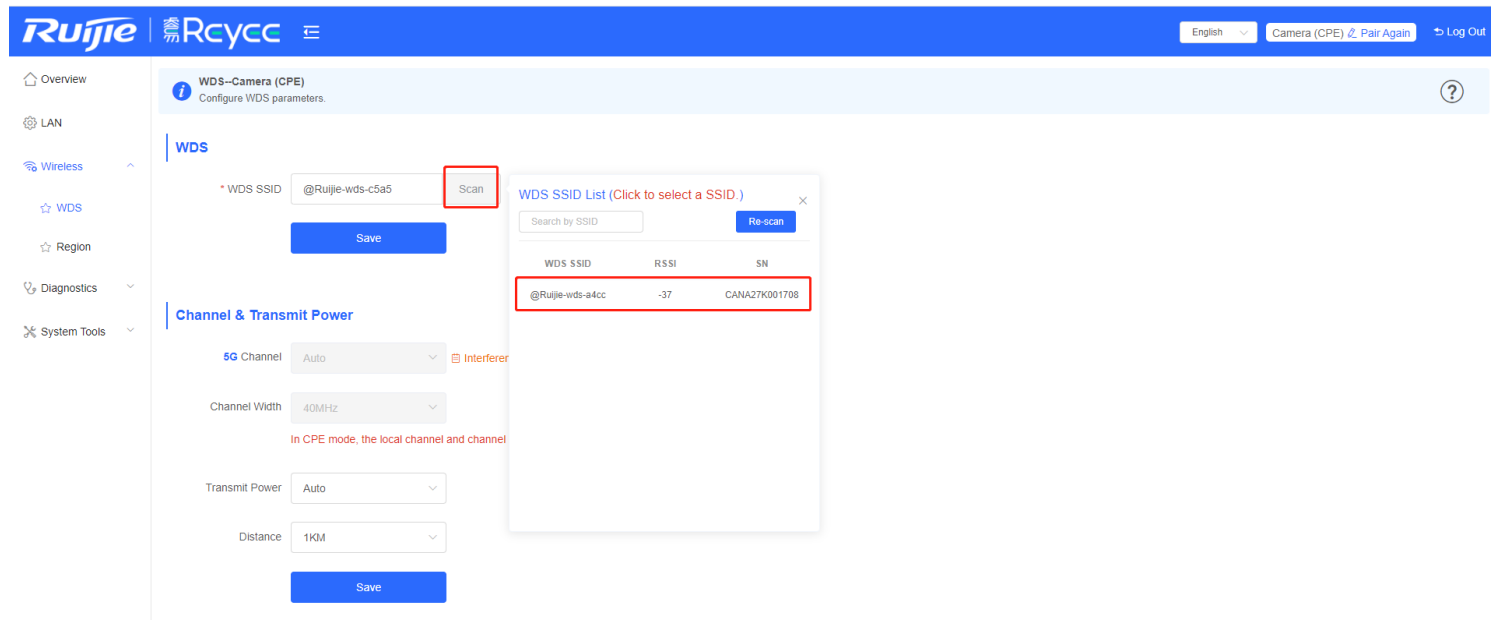 Ruijie 睿易 Reyee
English
Camera (CPE) Pair Again
Log Out
Overview
LAN
Wireless
WDS
Region
Diagnostics
System Tools
WDS--Camera (CPE)
Configure WDS parameters.
WDS
* WDS SSID @Ruijie-wds-c5a5 Scan
Save
WDS SSID List (Click to select a SSID.)
Search by SSID Re-scan
WDS SSID RSSI SN
@Ruijie-wds-a4cc -37 CANA27K001708
Channel & Transmit Power
5G Channel Auto
Channel Width 40MHz
In CPE mode, the local channel and channel
Transmit Power Auto
Distance 1KM
Save